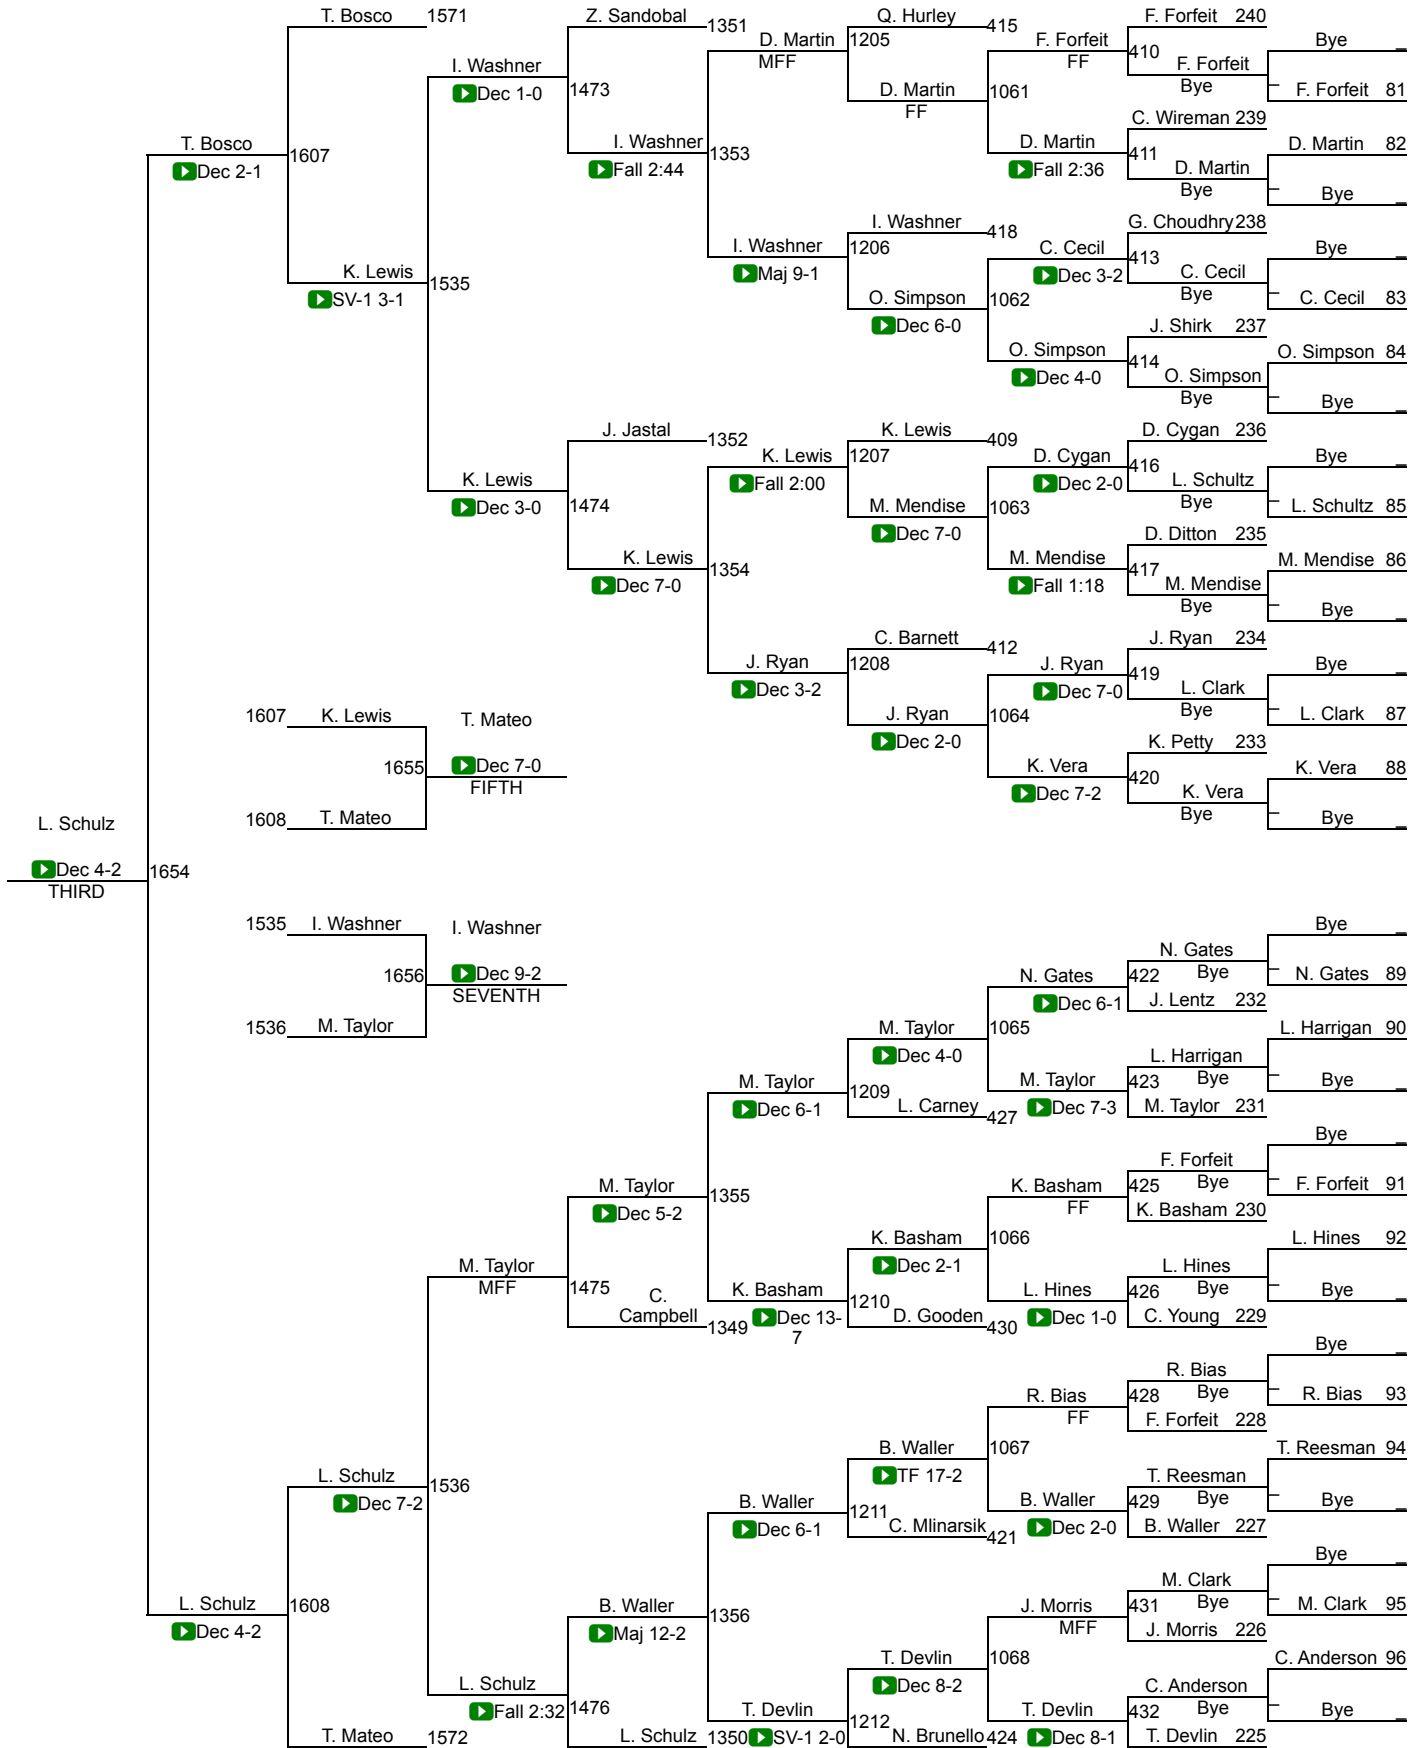 T. Bosco 1571
Z. Sandobal
1351
Q. Hurley
415
F. Forfeit 240
D. Martin
MFF
1205
F. Forfeit
FF
410
Bye _
F. Forfeit
Bye
F. Forfeit 81
I. Washner
Dec 1-0
1473
D. Martin
FF
1061
C. Wireman 239
T. Bosco
Dec 2-1
1607
I. Washner
Fall 2:44
1353
D. Martin
Fall 2:36
411
D. Martin 82
D. Martin
Bye
_ Bye _
I. Washner
418
G. Choudhry 238
I. Washner
Maj 9-1
1206
C. Cecil
Dec 3-2
413
Bye _
C. Cecil
Bye
_ C. Cecil 83
K. Lewis
SV-1 3-1
1535
O. Simpson
Dec 6-0
1062
J. Shirk 237
O. Simpson
Dec 4-0
414
O. Simpson 84
O. Simpson
Bye
_ Bye _
J. Jastal
1352
K. Lewis
409
D. Cygan 236
K. Lewis
Fall 2:00
1207
D. Cygan
Dec 2-0
416
Bye _
L. Schultz
Bye
_ L. Schultz 85
K. Lewis
Dec 3-0
1474
M. Mendise
Dec 7-0
1063
D. Ditton 235
K. Lewis
Dec 7-0
1354
M. Mendise
Fall 1:18
417
M. Mendise 86
M. Mendise
Bye
_ Bye _
C. Barnett
412
J. Ryan 234
J. Ryan
Dec 3-2
1208
J. Ryan
Dec 7-0
419
Bye _
L. Clark
Bye
_ L. Clark 87
1607 K. Lewis
T. Mateo
J. Ryan
Dec 2-0
1064
K. Petty 233
1655
Dec 7-0
FIFTH
K. Vera
Dec 7-2
420
K. Vera 88
K. Vera
Bye
_ Bye _
1608 T. Mateo
L. Schulz
Dec 4-2
THIRD
1654
1535 I. Washner
I. Washner
Bye _
1656
Dec 9-2
SEVENTH
N. Gates
Dec 6-1
422
N. Gates
Bye
_ N. Gates 89
J. Lentz 232
1536 M. Taylor
M. Taylor
Dec 4-0
1065
L. Harrigan 90
M. Taylor
Dec 6-1
1209
M. Taylor
Dec 7-3
423
L. Harrigan
Bye
_ Bye _
L. Carney
427
M. Taylor 231
Bye _
M. Taylor
Dec 5-2
1355
K. Basham
FF
425
F. Forfeit
Bye
_ F. Forfeit 91
K. Basham 230
K. Basham
Dec 2-1
1066
L. Hines 92
M. Taylor
MFF
1475
K. Basham
Dec 13-
7
1210
L. Hines
Dec 1-0
426
L. Hines
Bye
_ Bye _
C.
Campbell
1349
D. Gooden
430
C. Young 229
Bye _
R. Bias
FF
428
R. Bias
Bye
_ R. Bias 93
F. Forfeit 228
B. Waller
TF 17-2
1067
T. Reesman 94
L. Schulz
Dec 7-2
1536
B. Waller
Dec 6-1
1211
B. Waller
Dec 2-0
429
T. Reesman
Bye
_ Bye _
C. Mlinarsik
421
B. Waller 227
Bye _
L. Schulz
Dec 4-2
1608
B. Waller
Maj 12-2
1356
J. Morris
MFF
431
M. Clark
Bye
_ M. Clark 95
J. Morris 226
T. Devlin
Dec 8-2
1068
C. Anderson 96
L. Schulz
Fall 2:32
1476
T. Devlin
SV-1 2-0
1212
T. Devlin
Dec 8-1
432
C. Anderson
Bye
_ Bye _
T. Mateo 1572
L. Schulz 1350
N. Brunello 424
T. Devlin 225